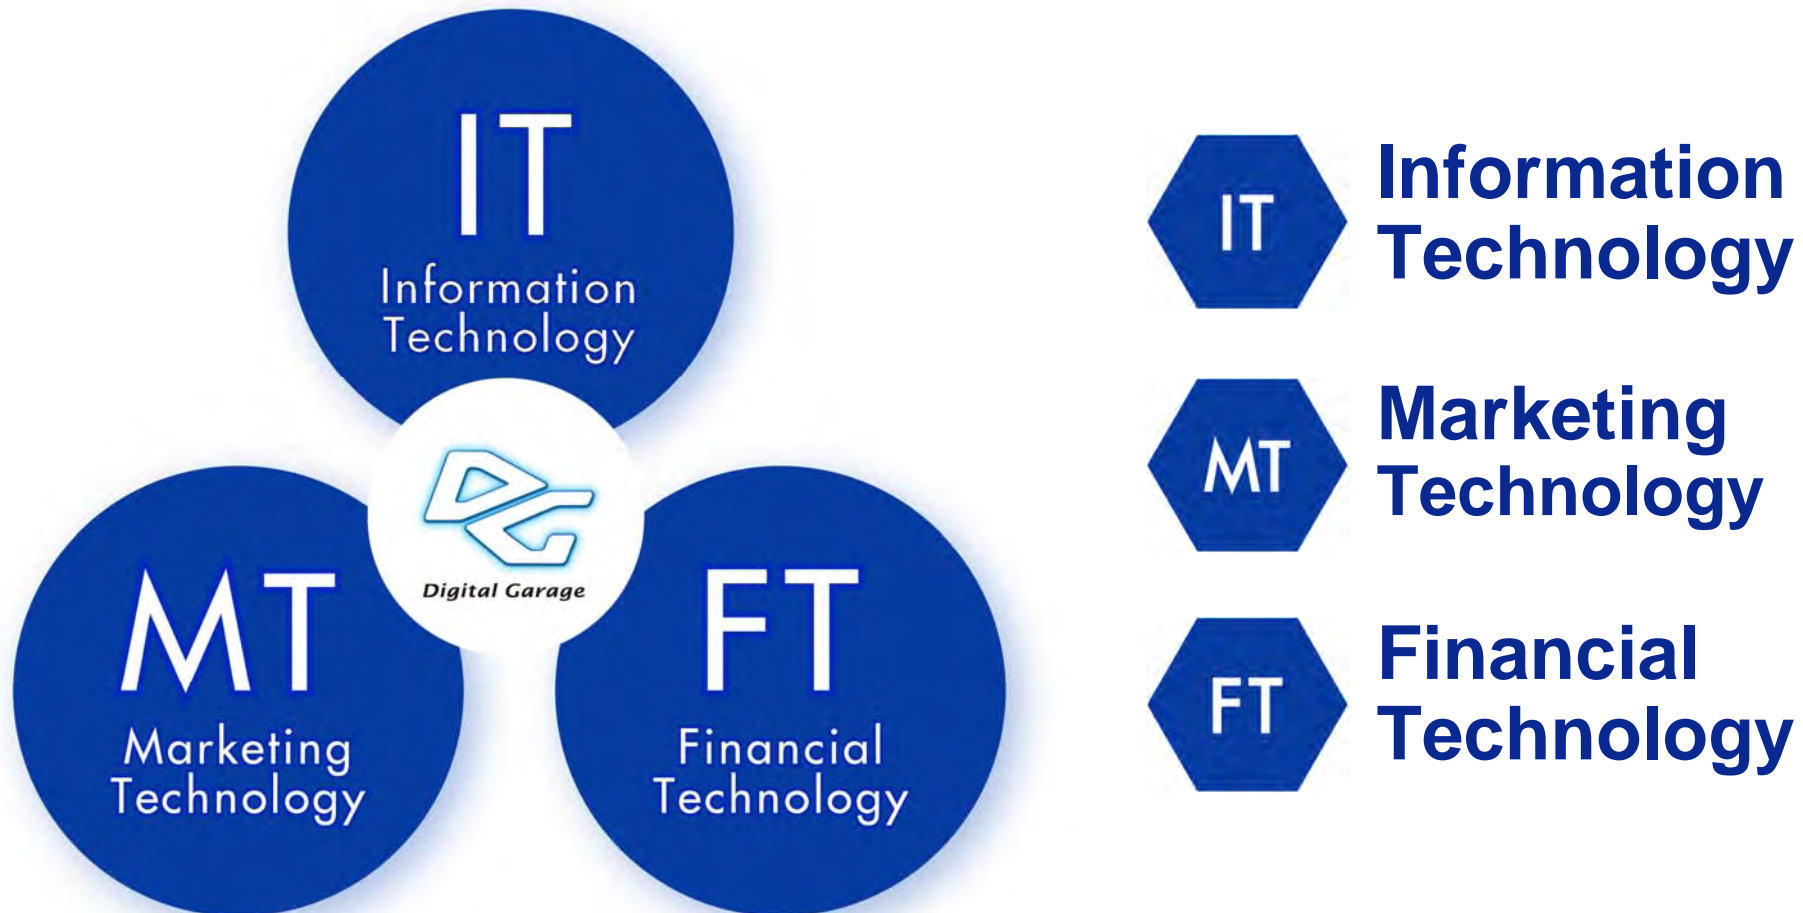 IT
Information
Technology
DG
Digital Garage
MT
Marketing
Technology
FT
Financial
Technology
IT
Information
Technology
MT
Marketing
Technology
FT
Financial
Technology